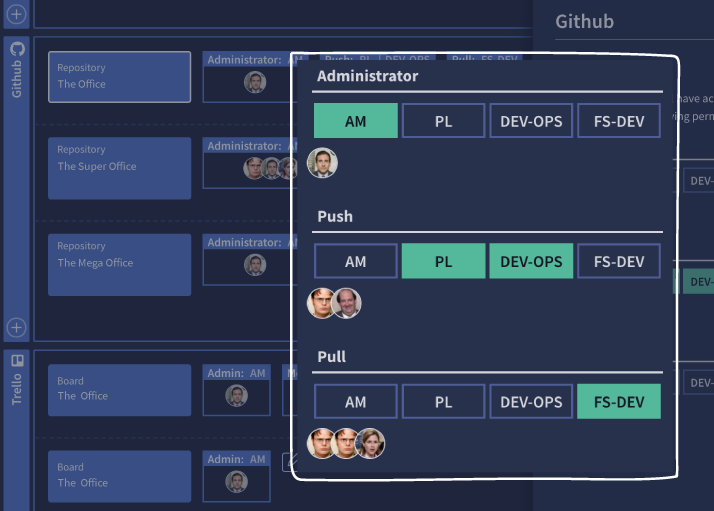 Github
Github
Repository
The Office
Administrator: AM
Push: PL | DEV-OPS
Pull: FS-DEV
Repository
The Super Office
Administrator: A
Repository
The Mega Office
Administrator: A
Trello
Board
The Office
Admin: AM
Board
The Office
Admin: AM
Administrator
AM PL DEV-OPS FS-DEV
Push
AM PL DEV-OPS FS-DEV
Pull
AM PL DEV-OPS FS-DEV
have ac
ing perm
DEV-
DEV-
DEV-